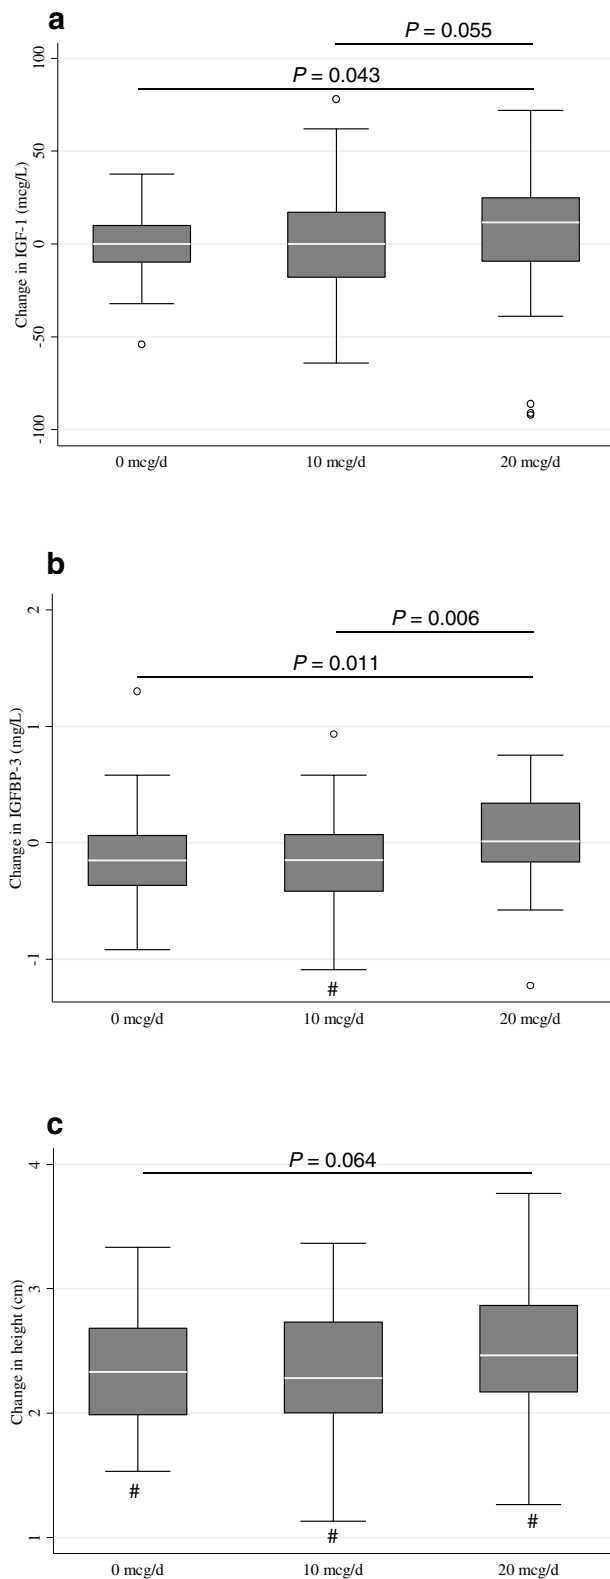 a
P = 0.055
P = 0.043
Change in IGF-1 (mcg/L)
100
50
0
-50
-100
0 mcg/d 10 mcg/d 20 mcg/d
b
P = 0.006
P = 0.011
Change in IGFBP-3 (mg/L)
2
1
0
-1
#
0 mcg/d 10 mcg/d 20 mcg/d
c
P = 0.064
Change in height (cm)
4
3
2
1
# # #
0 mcg/d 10 mcg/d 20 mcg/d